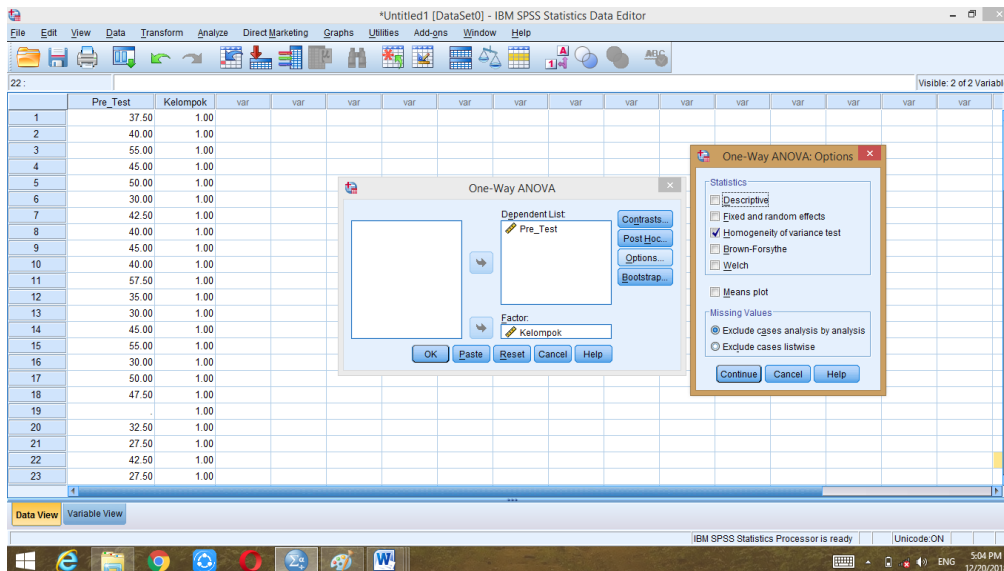 *Untitled1 [DataSet0] - IBM SPSS Statistics Data Editor
File Edit View Data Transform Analyze Direct Marketing Graphs Utilities Add-ons Window Help
22 :
Visible: 2 of 2 Variabl
Pre_Test Kelompok var var var var var var var var var var var var var var
1 37.50 1.00
2 40.00 1.00
3 55.00 1.00
4 45.00 1.00
5 50.00 1.00
6 30.00 1.00
7 42.50 1.00
8 40.00 1.00
9 45.00 1.00
10 40.00 1.00
11 57.50 1.00
12 35.00 1.00
13 30.00 1.00
14 45.00 1.00
15 55.00 1.00
16 30.00 1.00
17 50.00 1.00
18 47.50 1.00
19 . 1.00
20 32.50 1.00
21 27.50 1.00
22 42.50 1.00
23 27.50 1.00
One-Way ANOVA
Dependent List:
Pre_Test
Factor:
Kelompok
Contrasts...
Post Hoc...
Options...
Bootstrap...
OK Paste Reset Cancel Help
One-Way ANOVA: Options
Statistics
Descriptive
Fixed and random effects
Homogeneity of variance test
Brown-Forsythe
Welch
Means plot
Missing Values
Exclude cases analysis by analysis
Exclude cases listwise
Continue Cancel Help
Data View Variable View
IBM SPSS Statistics Processor is ready Unicode:ON
ENG 5:04 PM